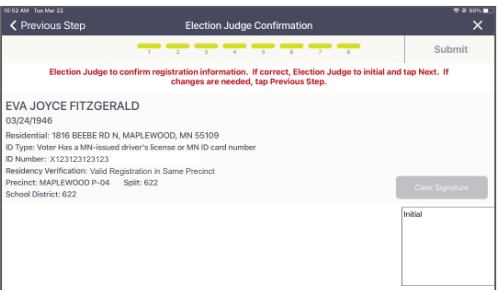 10:52 AM Tue Mar 22
50%
Previous Step
Election Judge Confirmation
1 2 3 4 5 6 7 8
Submit
Election Judge to confirm registration information. If correct, Election Judge to initial and tap Next. If
changes are needed, tap Previous Step.
EVA JOYCE FITZGERALD
03/24/1946
Residential: 1816 BEEBE RD N, MAPLEWOOD, MN 55109
ID Type: Voter Has a MN-issued driver's license or MN ID card number
ID Number: X123123123123
Residency Verification: Valid Registration in Same Precinct
Precinct: MAPLEWOOD P-04 Split: 622
School District: 622
Clear Signature
Initial